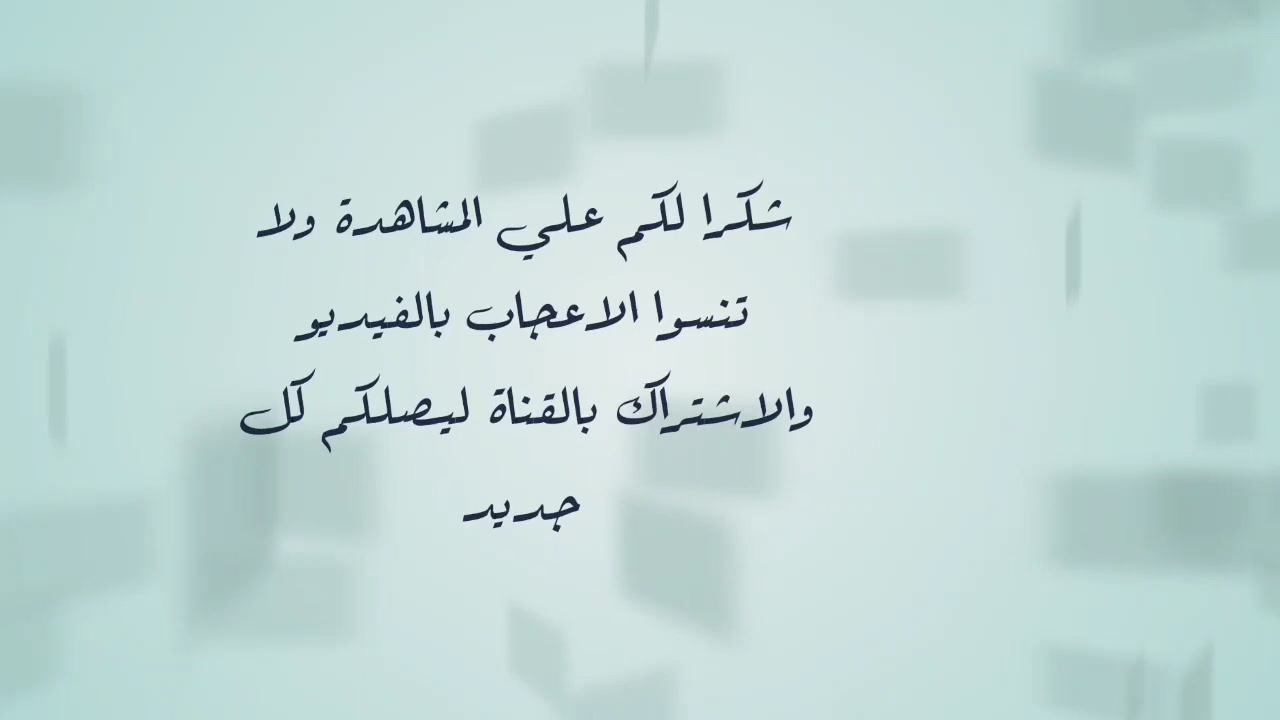 شكرا لكم علي المشاهدة ولا
تنسوا الاعجاب بالفيديو
والاشتراك بالقناة ليصلكم كل
جديد